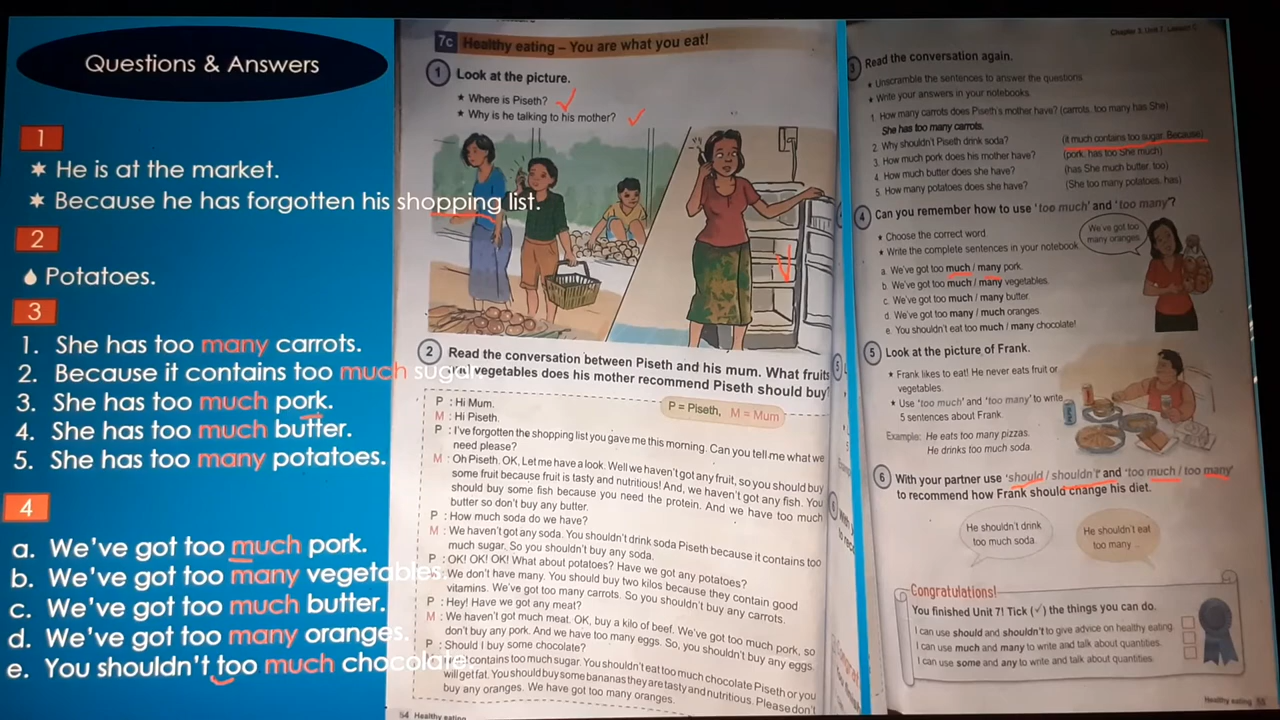 Questions & Answers
1
He is at the market.
Because he has forgotten his shopping list.
2
Potatoes.
3
1. She has too many carrots.
2. Because it contains too much sugar.
3. She has too much pork.
4. She has too much butter.
5. She has too many potatoes.
4
a. We've got too much pork.
b. We've got too many vegetables.
c. We've got too much butter.
d. We've got too many oranges.
e. You shouldn't too much chocolate.
7c Healthy eating – You are what you eat!
1 Look at the picture.
★ Where is Piseth?
★ Why is he talking to his mother?
2 Read the conversation between Piseth and his mum. What fruits
vegetables does his mother recommend Piseth should buy?
P = Piseth, M = Mum
P : Hi Mum.
M : Hi Piseth.
P : I've forgotten the shopping list you gave me this morning. Can you tell me what we
need please?
M : Oh Piseth. OK, Let me have a look. Well we haven't got any fruit, so you should buy
some fruit because fruit is tasty and nutritious! And, we haven't got any fish. You
should buy some fish because you need the protein. And we have too much
butter so don't buy any butter.
P : How much soda do we have?
M : We haven't got any soda. You shouldn't drink soda Piseth because it contains too
much sugar. So you shouldn't buy any soda.
P : OK! OK! OK! What about potatoes? Have we got any potatoes?
We don't have many. You should buy two kilos because they contain good
vitamins. We've got too many carrots. So you shouldn't buy any carrots.
P : Hey! Have we got any meat?
M : We haven't got much meat. OK, buy a kilo of beef. We've got too much pork, so
don't buy any pork. And we have too many eggs. So, you shouldn't buy any eggs
P : Should I buy some chocolate?
contains too much sugar. You shouldn't eat too much chocolate Piseth or you
will get fat. You should buy some bananas they are tasty and nutritious. Please don't
buy any oranges. We have got too many oranges.
54 Healthy eating
Chapter 3, Unit 7, Lesson C
3 Read the conversation again.
★ Unscramble the sentences to answer the questions
★ Write your answers in your notebooks.
1. How many carrots does Piseth's mother have? (carrots, too many has She)
She has too many carrots.
2. Why shouldn't Piseth drink soda? (it much contains too sugar. Because)
3. How much pork does his mother have? (pork, has too She much)
4. How much butter does she have? (has She much butter, too)
5. How many potatoes does she have? (She too many potatoes, has)
4 Can you remember how to use 'too much' and 'too many'?
★ Choose the correct word
★ Write the complete sentences in your notebook
We've got too
many oranges.
a. We've got too much / many pork.
b. We've got too much / many vegetables.
c. We've got too much / many butter.
d. We've got too many / much oranges.
e. You shouldn't eat too much / many chocolate!
5 Look at the picture of Frank.
★ Frank likes to eat! He never eats fruit or
vegetables.
★ Use 'too much' and 'too many' to write
5 sentences about Frank.
Example: He eats too many pizzas.
He drinks too much soda.
6 With your partner use 'should / shouldn't' and 'too much / too many'
to recommend how Frank should change his diet.
He shouldn't drink
too much soda.
He shouldn't eat
too many ...
Congratulations!
You finished Unit 7! Tick (✓) the things you can do.
I can use should and shouldn't to give advice on healthy eating.
I can use much and many to write and talk about quantities.
I can use some and any to write and talk about quantities.
Healthy eating 55